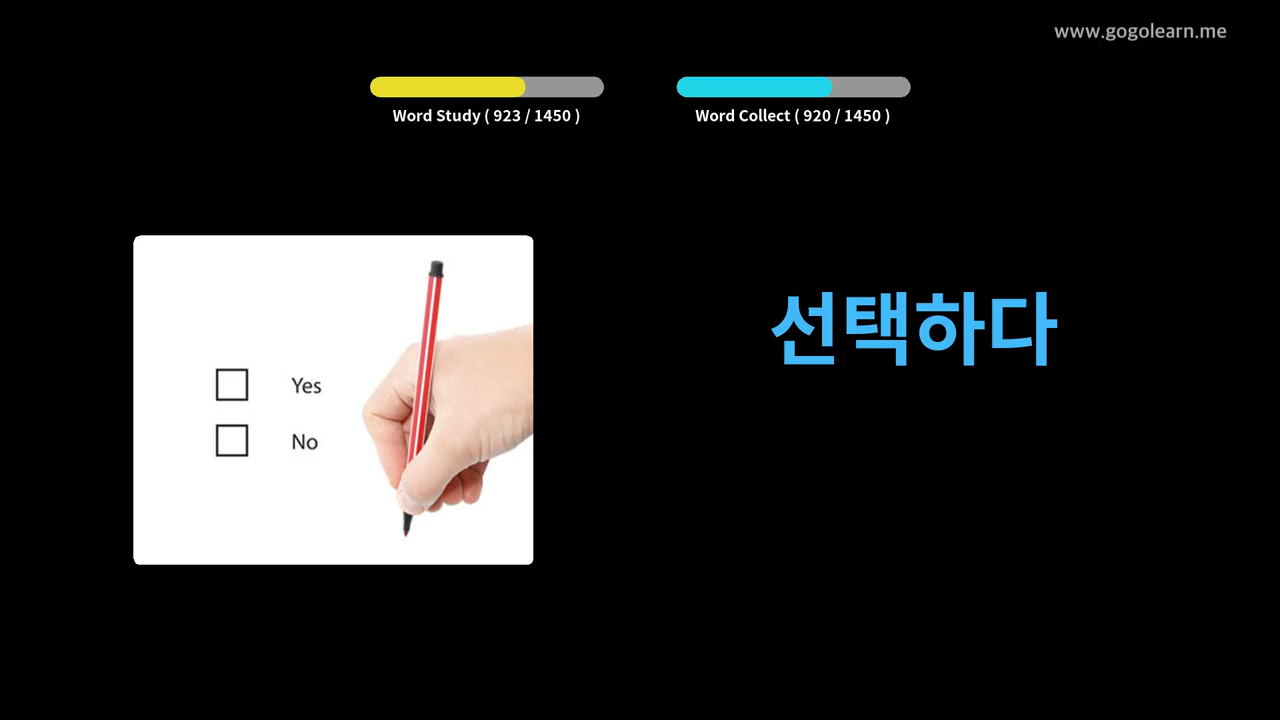 www.gogolearn.me
Word Study ( 923 / 1450 )
Word Collect ( 920 / 1450 )
선택하다
Yes
No